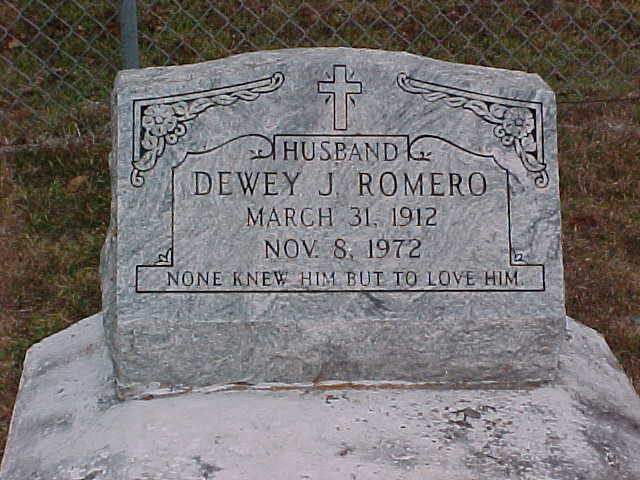 HUSBAND
DEWEY J. ROMERO
MARCH 31, 1912
NOV. 8, 1972
NONE KNEW HIM BUT TO LOVE HIM.